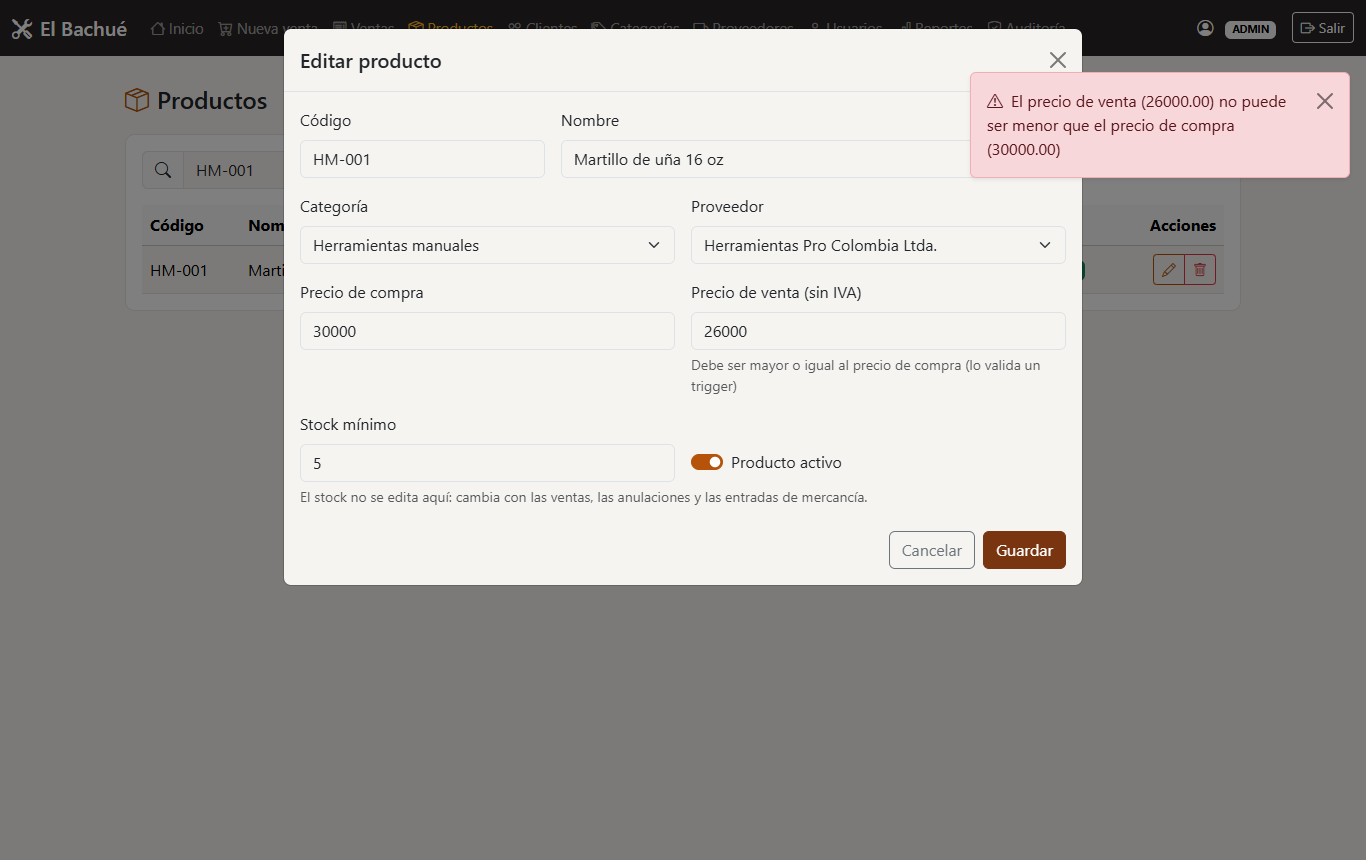 El Bachué
Inicio
Nueva venta
Ventas
Productos
Clientes
Categorías
Proveedores
Usuarios
Reportes
Auditoría
ADMIN
Salir
Editar producto
El precio de venta (26000.00) no puede
ser menor que el precio de compra
(30000.00)
Productos
HM-001
Código
Acciones
HM-001
Código
Nombre
HM-001
Martillo de uña 16 oz
Categoría
Proveedor
Herramientas manuales
Herramientas Pro Colombia Ltda.
Precio de compra
Precio de venta (sin IVA)
30000
26000
Debe ser mayor o igual al precio de compra (lo valida un
trigger)
Stock mínimo
5
Producto activo
El stock no se edita aquí: cambia con las ventas, las anulaciones y las entradas de mercancía.
Cancelar
Guardar